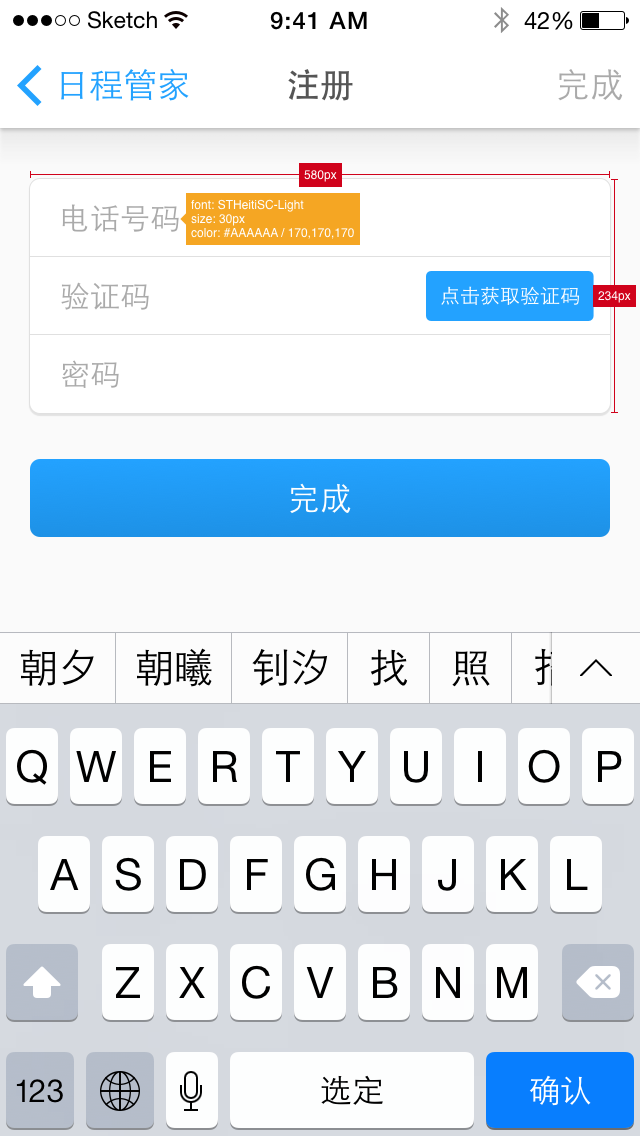 Sketch 9:41 AM 42%
日程管家 注册 完成
580px
电话号码
font: STHeitiSC-Light
size: 30px
color: #AAAAAA / 170,170,170
验证码 点击获取验证码 234px
密码
完成
朝夕 朝曦 钊汐 找 照
Q W E R T Y U I O P
A S D F G H J K L
Z X C V B N M
123 选定 确认